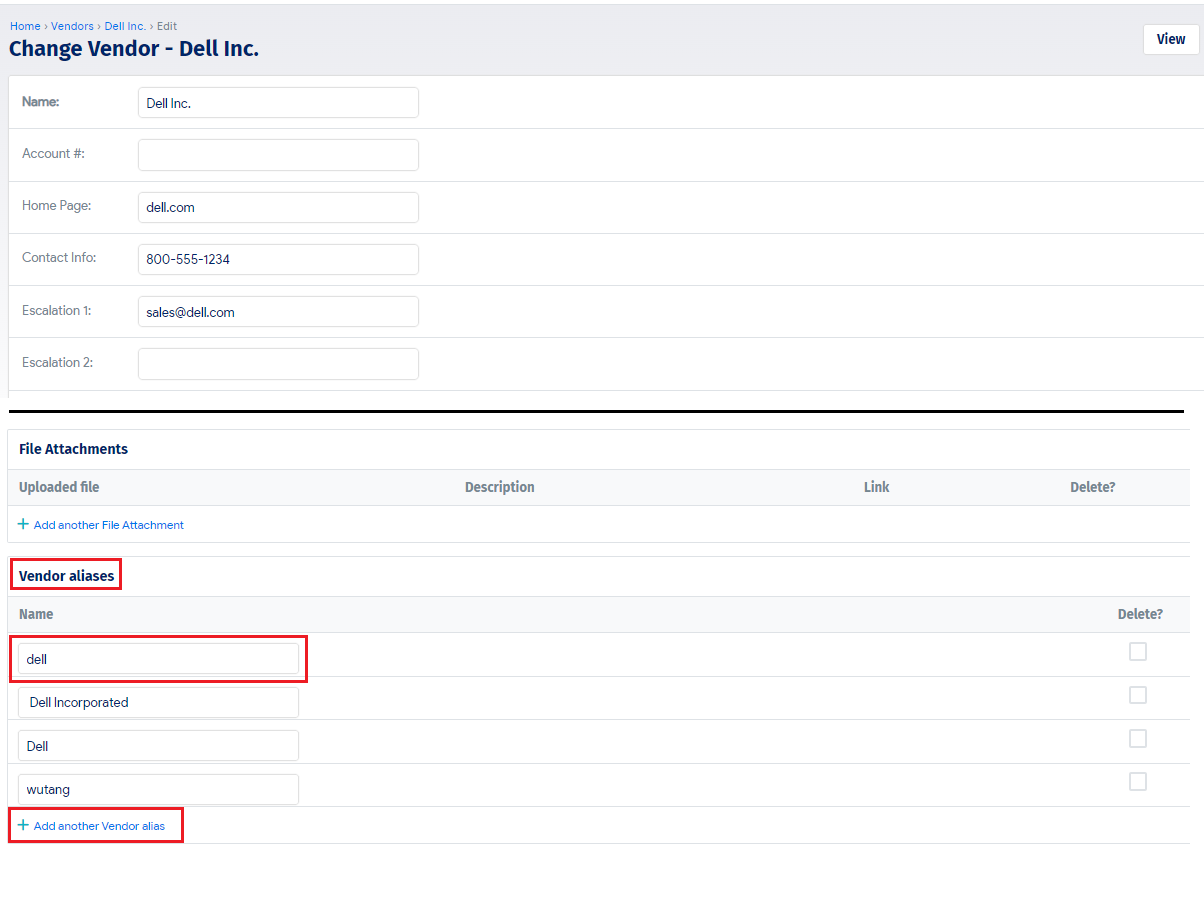 Home › Vendors › Dell Inc. › Edit
Change Vendor - Dell Inc.
View
Name: Dell Inc.
Account #:
Home Page: dell.com
Contact Info: 800-555-1234
Escalation 1: sales@dell.com
Escalation 2:
File Attachments
Uploaded file Description Link Delete?
+ Add another File Attachment
Vendor aliases
Name Delete?
dell
Dell Incorporated
Dell
wutang
+ Add another Vendor alias